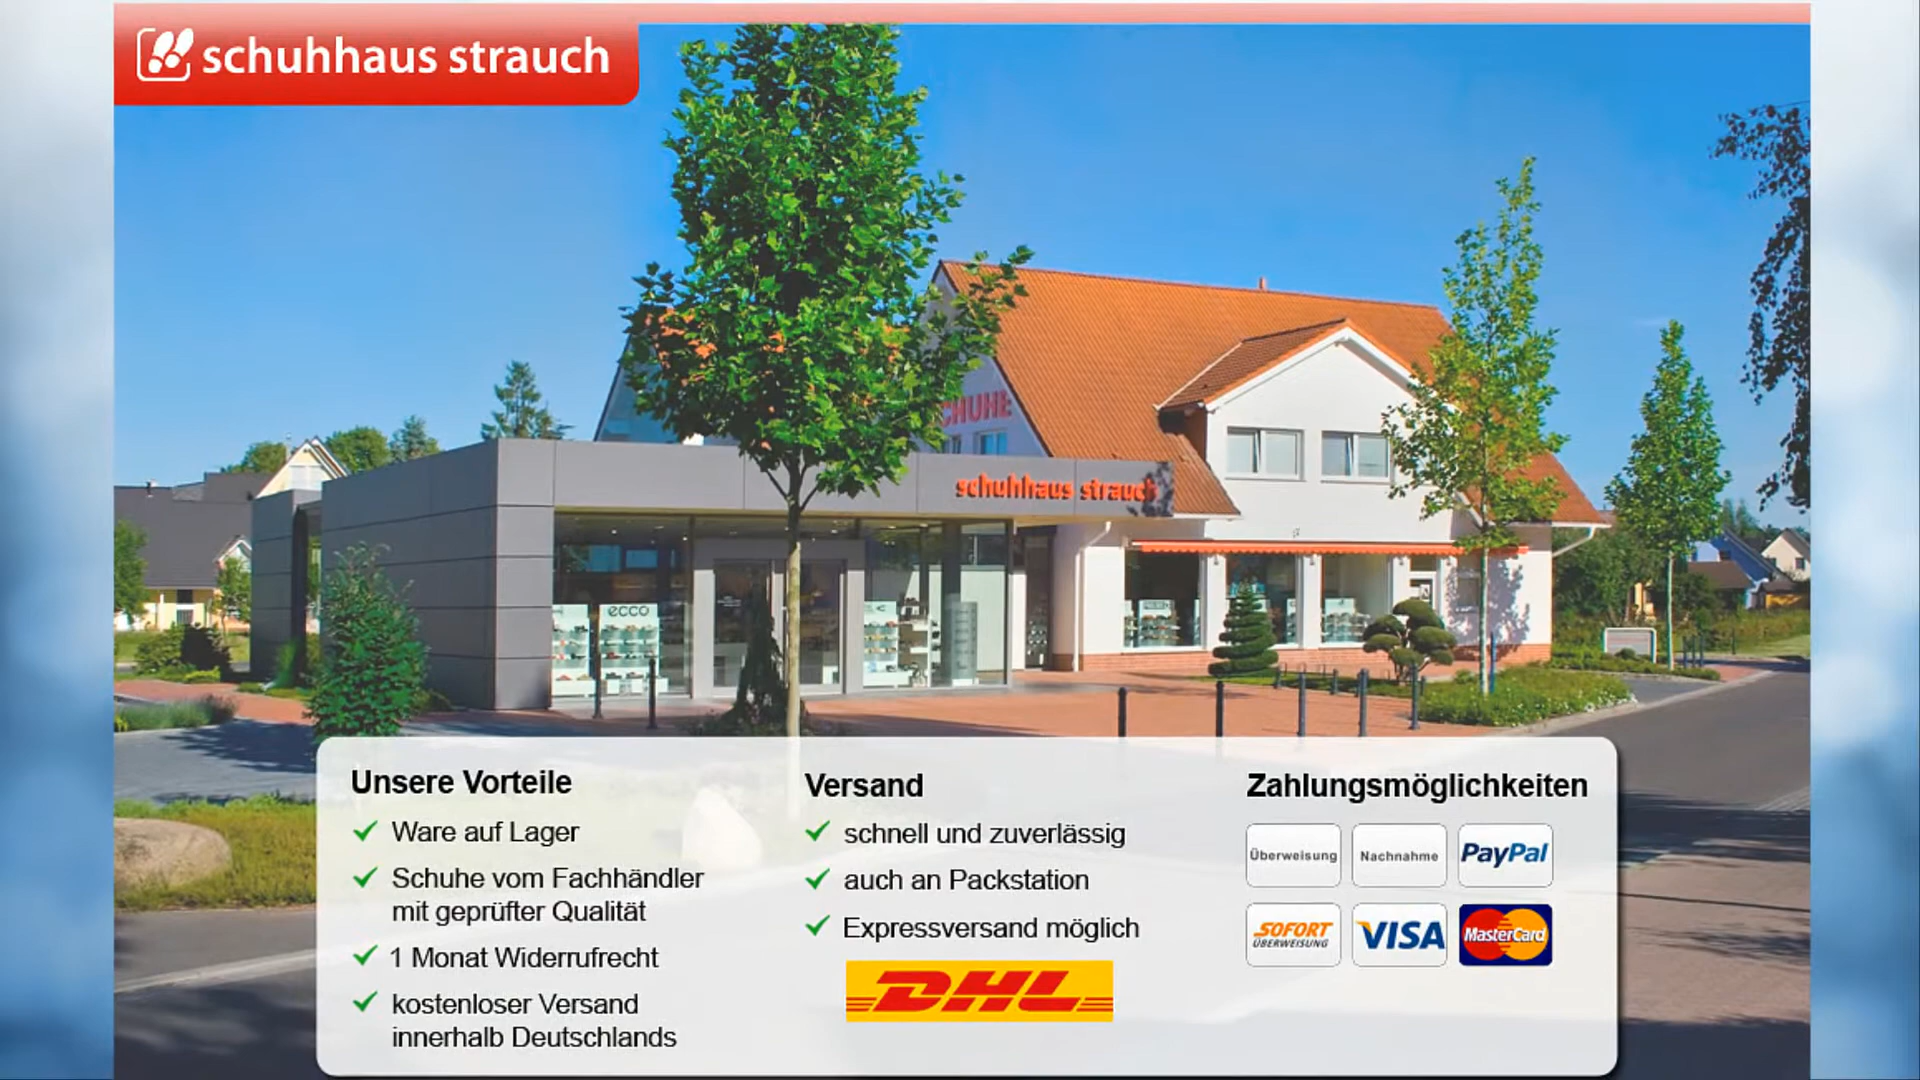 schuhhaus strauch
CHUHE
schuhhaus strauch
ecco
Unsere Vorteile
Ware auf Lager
Schuhe vom Fachhändler
mit geprüfter Qualität
1 Monat Widerrufrecht
kostenloser Versand
innerhalb Deutschlands
Versand
schnell und zuverlässig
auch an Packstation
Expressversand möglich
DHL
Zahlungsmöglichkeiten
Überweisung
Nachnahme
PayPal
SOFORT
ÜBERWEISUNG
VISA
MasterCard